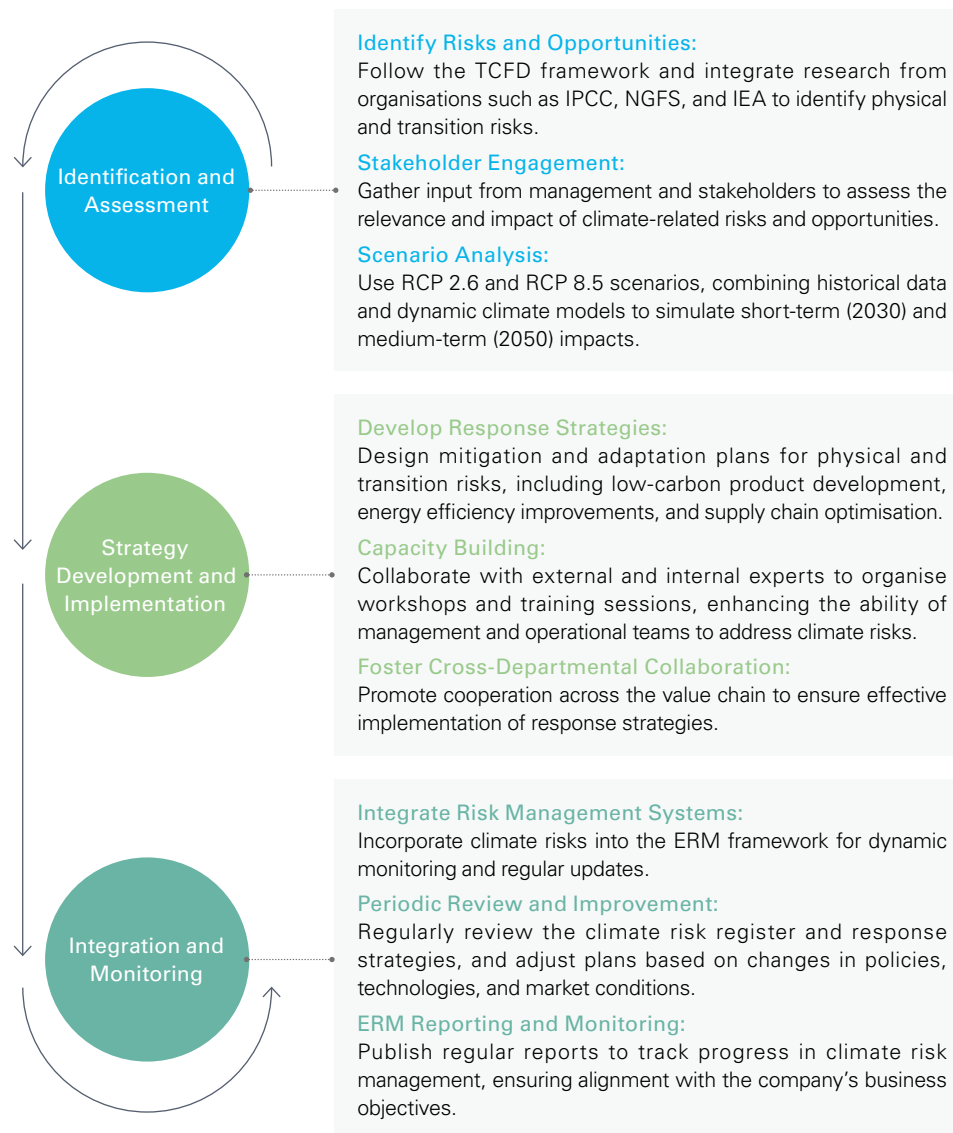 Identification and
Assessment
Identify Risks and Opportunities:
Follow the TCFD framework and integrate research from
organisations such as IPCC, NGFS, and IEA to identify physical
and transition risks.
Stakeholder Engagement:
Gather input from management and stakeholders to assess the
relevance and impact of climate-related risks and opportunities.
Scenario Analysis:
Use RCP 2.6 and RCP 8.5 scenarios, combining historical data
and dynamic climate models to simulate short-term (2030) and
medium-term (2050) impacts.
Strategy
Development and
Implementation
Develop Response Strategies:
Design mitigation and adaptation plans for physical and
transition risks, including low-carbon product development,
energy efficiency improvements, and supply chain optimisation.
Capacity Building:
Collaborate with external and internal experts to organise
workshops and training sessions, enhancing the ability of
management and operational teams to address climate risks.
Foster Cross-Departmental Collaboration:
Promote cooperation across the value chain to ensure effective
implementation of response strategies.
Integration and
Monitoring
Integrate Risk Management Systems:
Incorporate climate risks into the ERM framework for dynamic
monitoring and regular updates.
Periodic Review and Improvement:
Regularly review the climate risk register and response
strategies, and adjust plans based on changes in policies,
technologies, and market conditions.
ERM Reporting and Monitoring:
Publish regular reports to track progress in climate risk
management, ensuring alignment with the company's business
objectives.